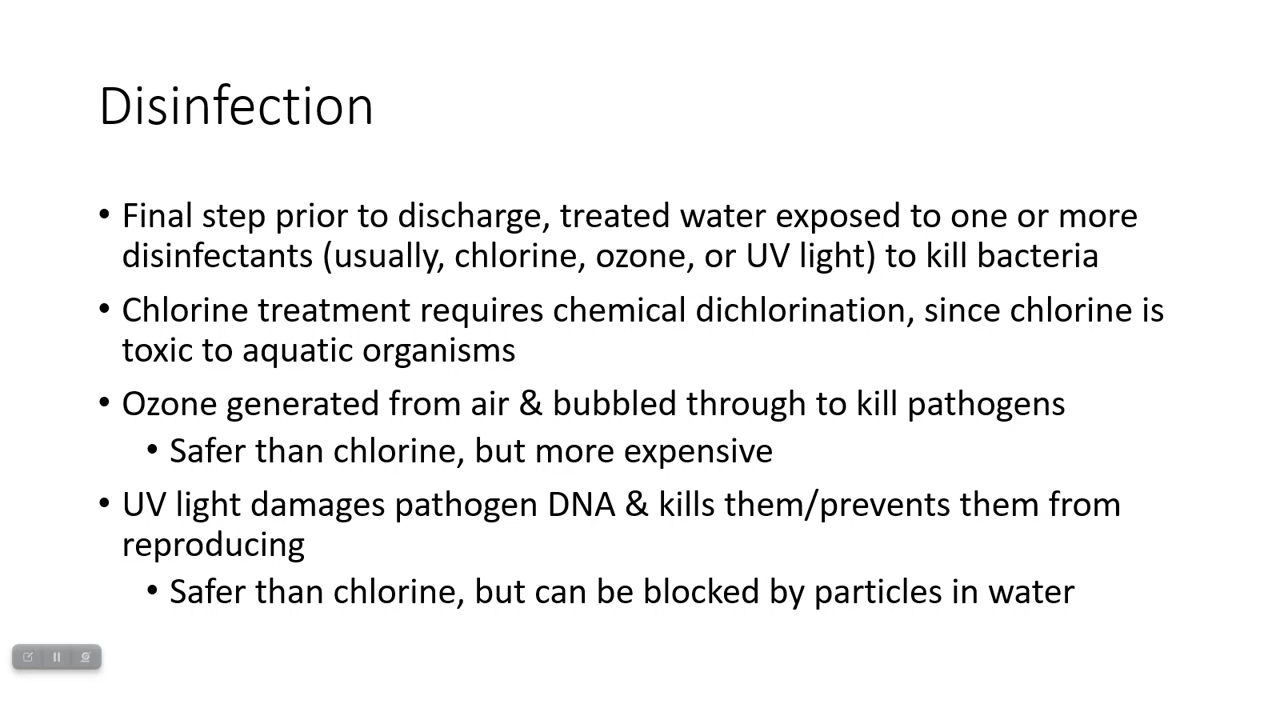 Disinfection
• Final step prior to discharge, treated water exposed to one or more
disinfectants (usually, chlorine, ozone, or UV light) to kill bacteria
• Chlorine treatment requires chemical dichlorination, since chlorine is
toxic to aquatic organisms
• Ozone generated from air & bubbled through to kill pathogens
• Safer than chlorine, but more expensive
• UV light damages pathogen DNA & kills them/prevents them from
reproducing
• Safer than chlorine, but can be blocked by particles in water